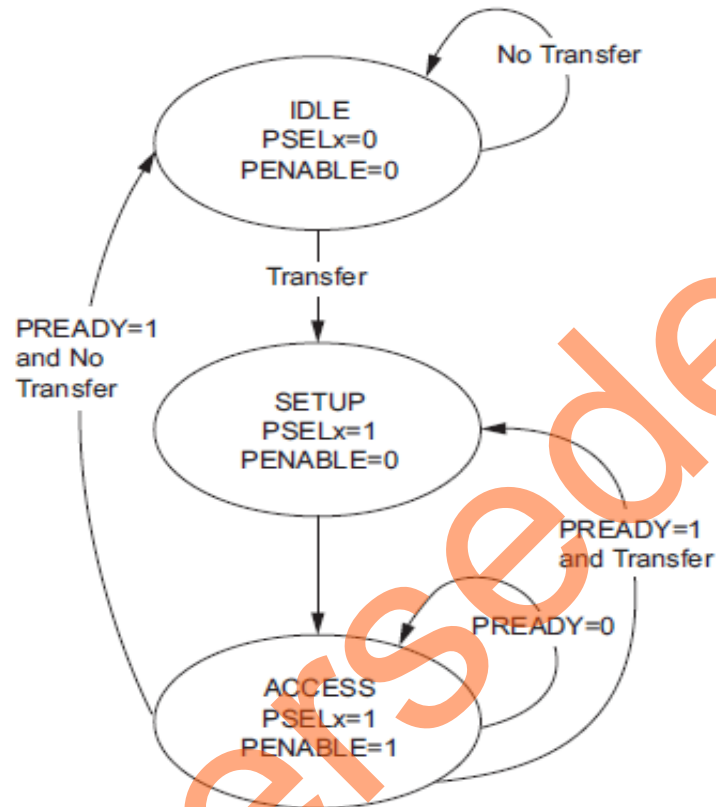 No Transfer
IDLE
PSELx=0
PENABLE=0
Transfer
PREADY=1
and No
Transfer
SETUP
PSELx=1
PENABLE=0
PREADY=1
and Transfer
PREADY=0
ACCESS
PSELx=1
PENABLE=1
ersede